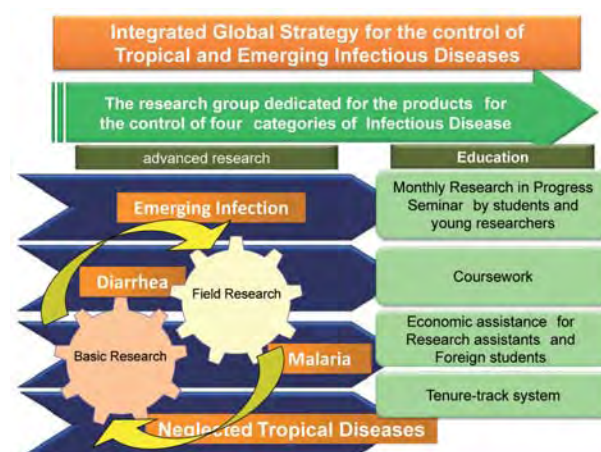 Integrated Global Strategy for the control of
Tropical and Emerging Infectious Diseases
The research group dedicated for the products for
the control of four categories of Infectious Disease
advanced research
Education
Emerging Infection
Monthly Research in Progress
Seminar by students and
young researchers
Diarrhea
Field Research
Coursework
Basic Research
Malaria
Economic assistance for
Research assistants and
Foreign students
Neglected Tropical Diseases
Tenure-track system